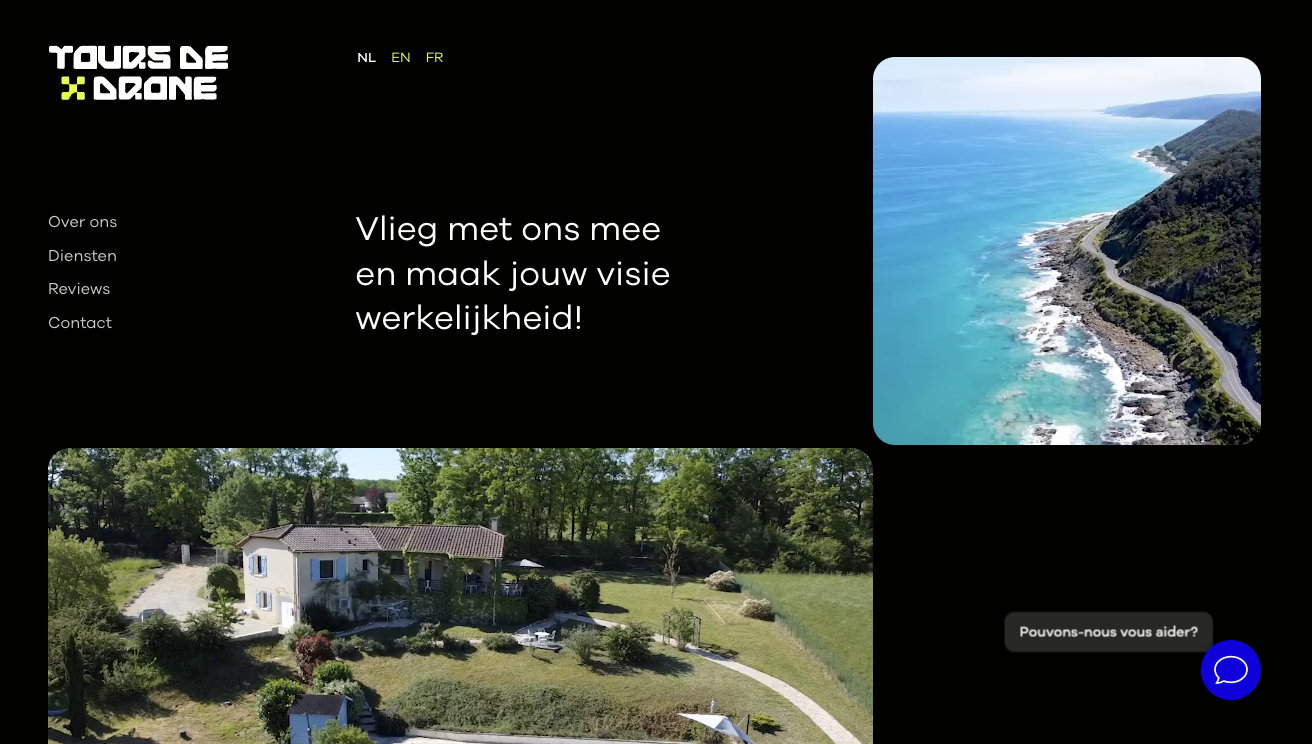 TOURS DE
DRONE
NL EN FR
Over ons
Diensten
Reviews
Contact
Vlieg met ons mee
en maak jouw visie
werkelijkheid!
Pouvons-nous vous aider?